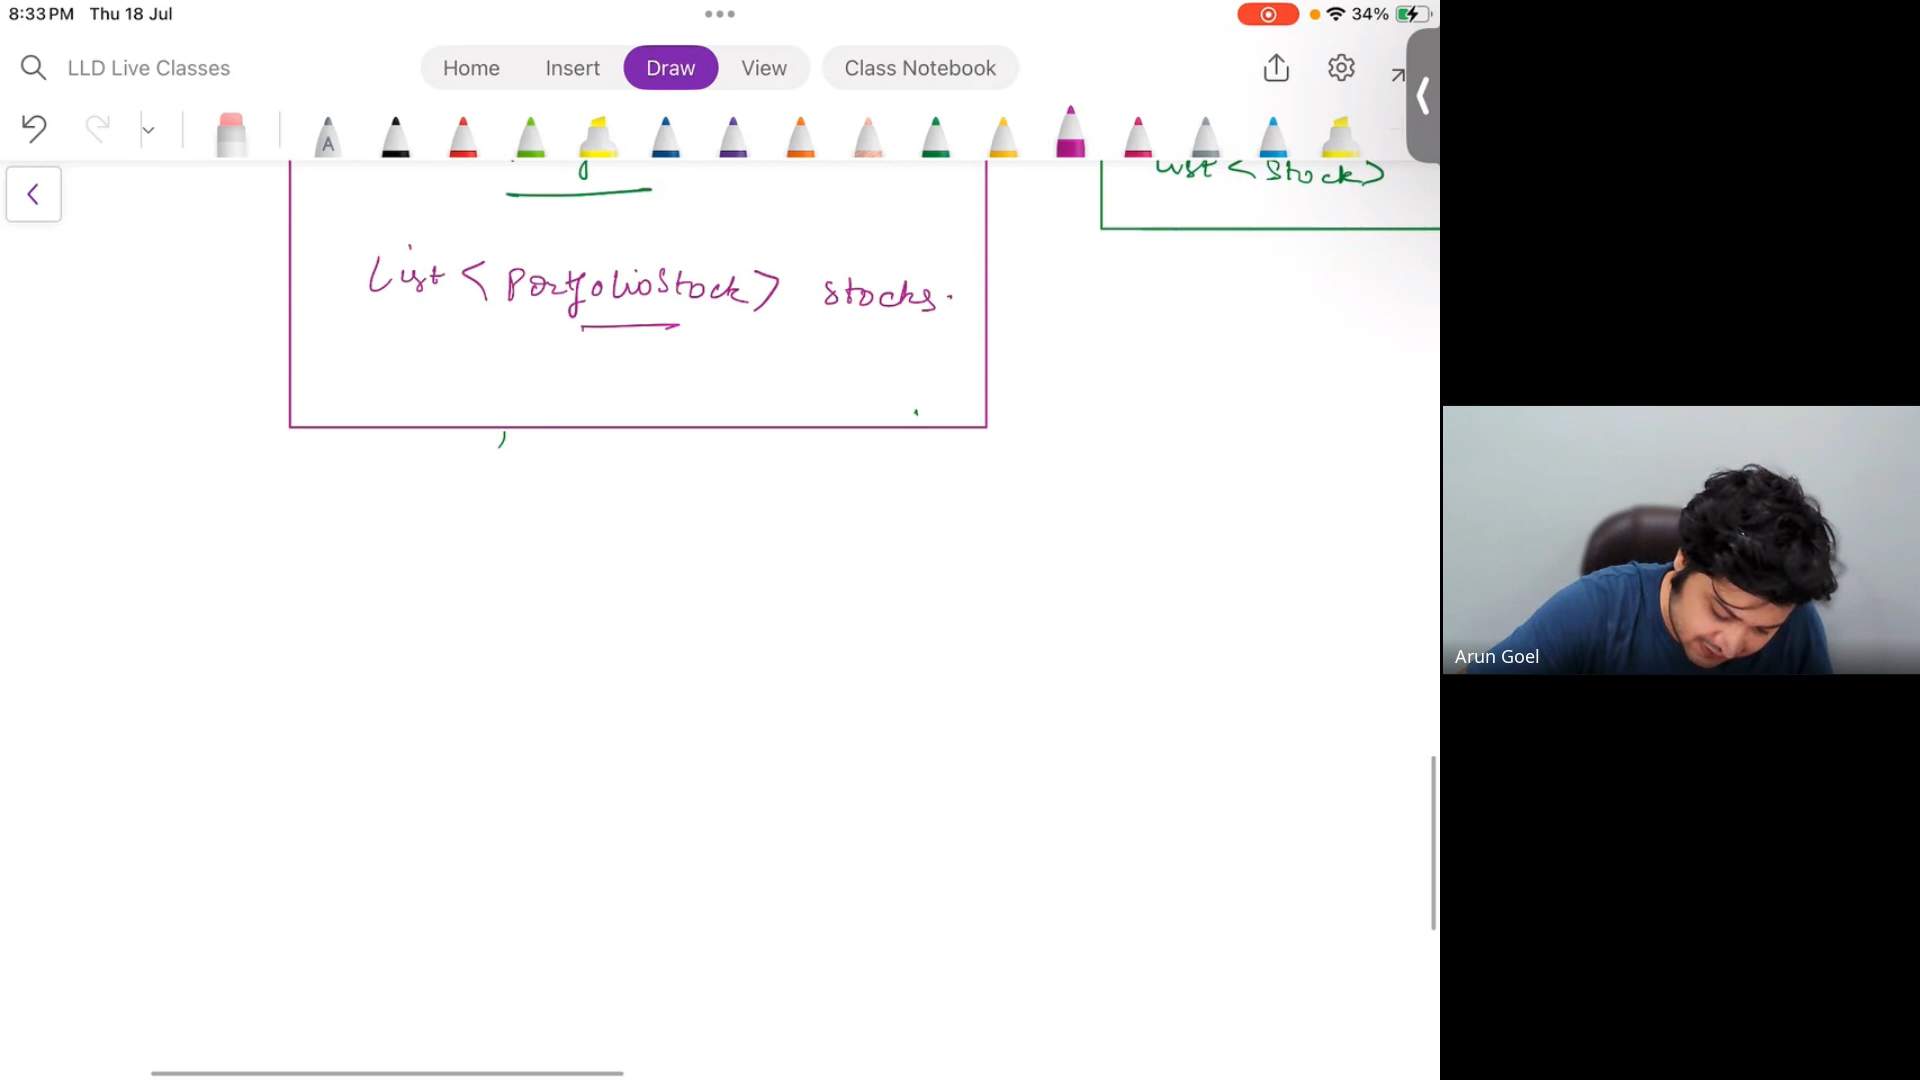 8:33 PM Thu 18 Jul
34%
LLD Live Classes
Home Insert Draw View Class Notebook
A
List <Stock>
List <PortfolioStock> stocks.
Arun Goel